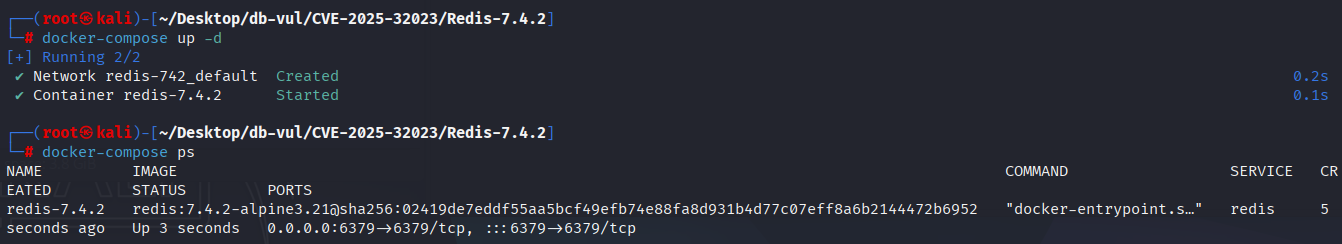 ┌──(root㉿kali)-[~/Desktop/db-vul/CVE-2025-32023/Redis-7.4.2]
└─# docker-compose up -d
[+] Running 2/2
✔ Network redis-742_default  Created  0.2s
✔ Container redis-7.4.2  Started  0.1s
┌──(root㉿kali)-[~/Desktop/db-vul/CVE-2025-32023/Redis-7.4.2]
└─# docker-compose ps
NAME  IMAGE  COMMAND  SERVICE  CR
EATED  STATUS  PORTS
redis-7.4.2  redis:7.4.2-alpine3.21@sha256:02419de7eddf55aa5bcf49efb74e88fa8d931b4d77c07eff8a6b2144472b6952  "docker-entrypoint.s…"  redis  5
seconds ago  Up 3 seconds  0.0.0.0:6379->6379/tcp, :::6379->6379/tcp